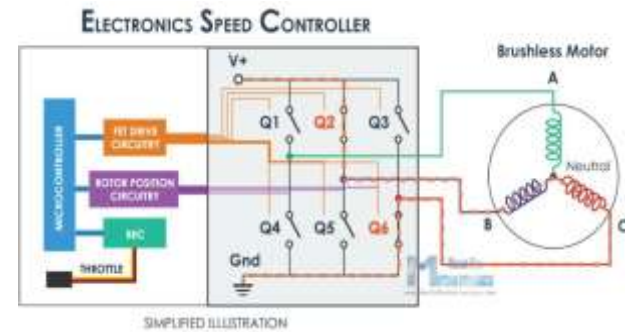 ELECTRONICS SPEED CONTROLLER
Brushless Motor
V+
A
Q1
Q2
Q3
MICROCONTROLLER
FET DRIVE
CIRCUITRY
Neutral
ROTOR POSITION
CIRCUITRY
B
C
BEC
Q4
Q5
Q6
THROTTLE
Gnd
SIMPLIFIED ILLUSTRATION